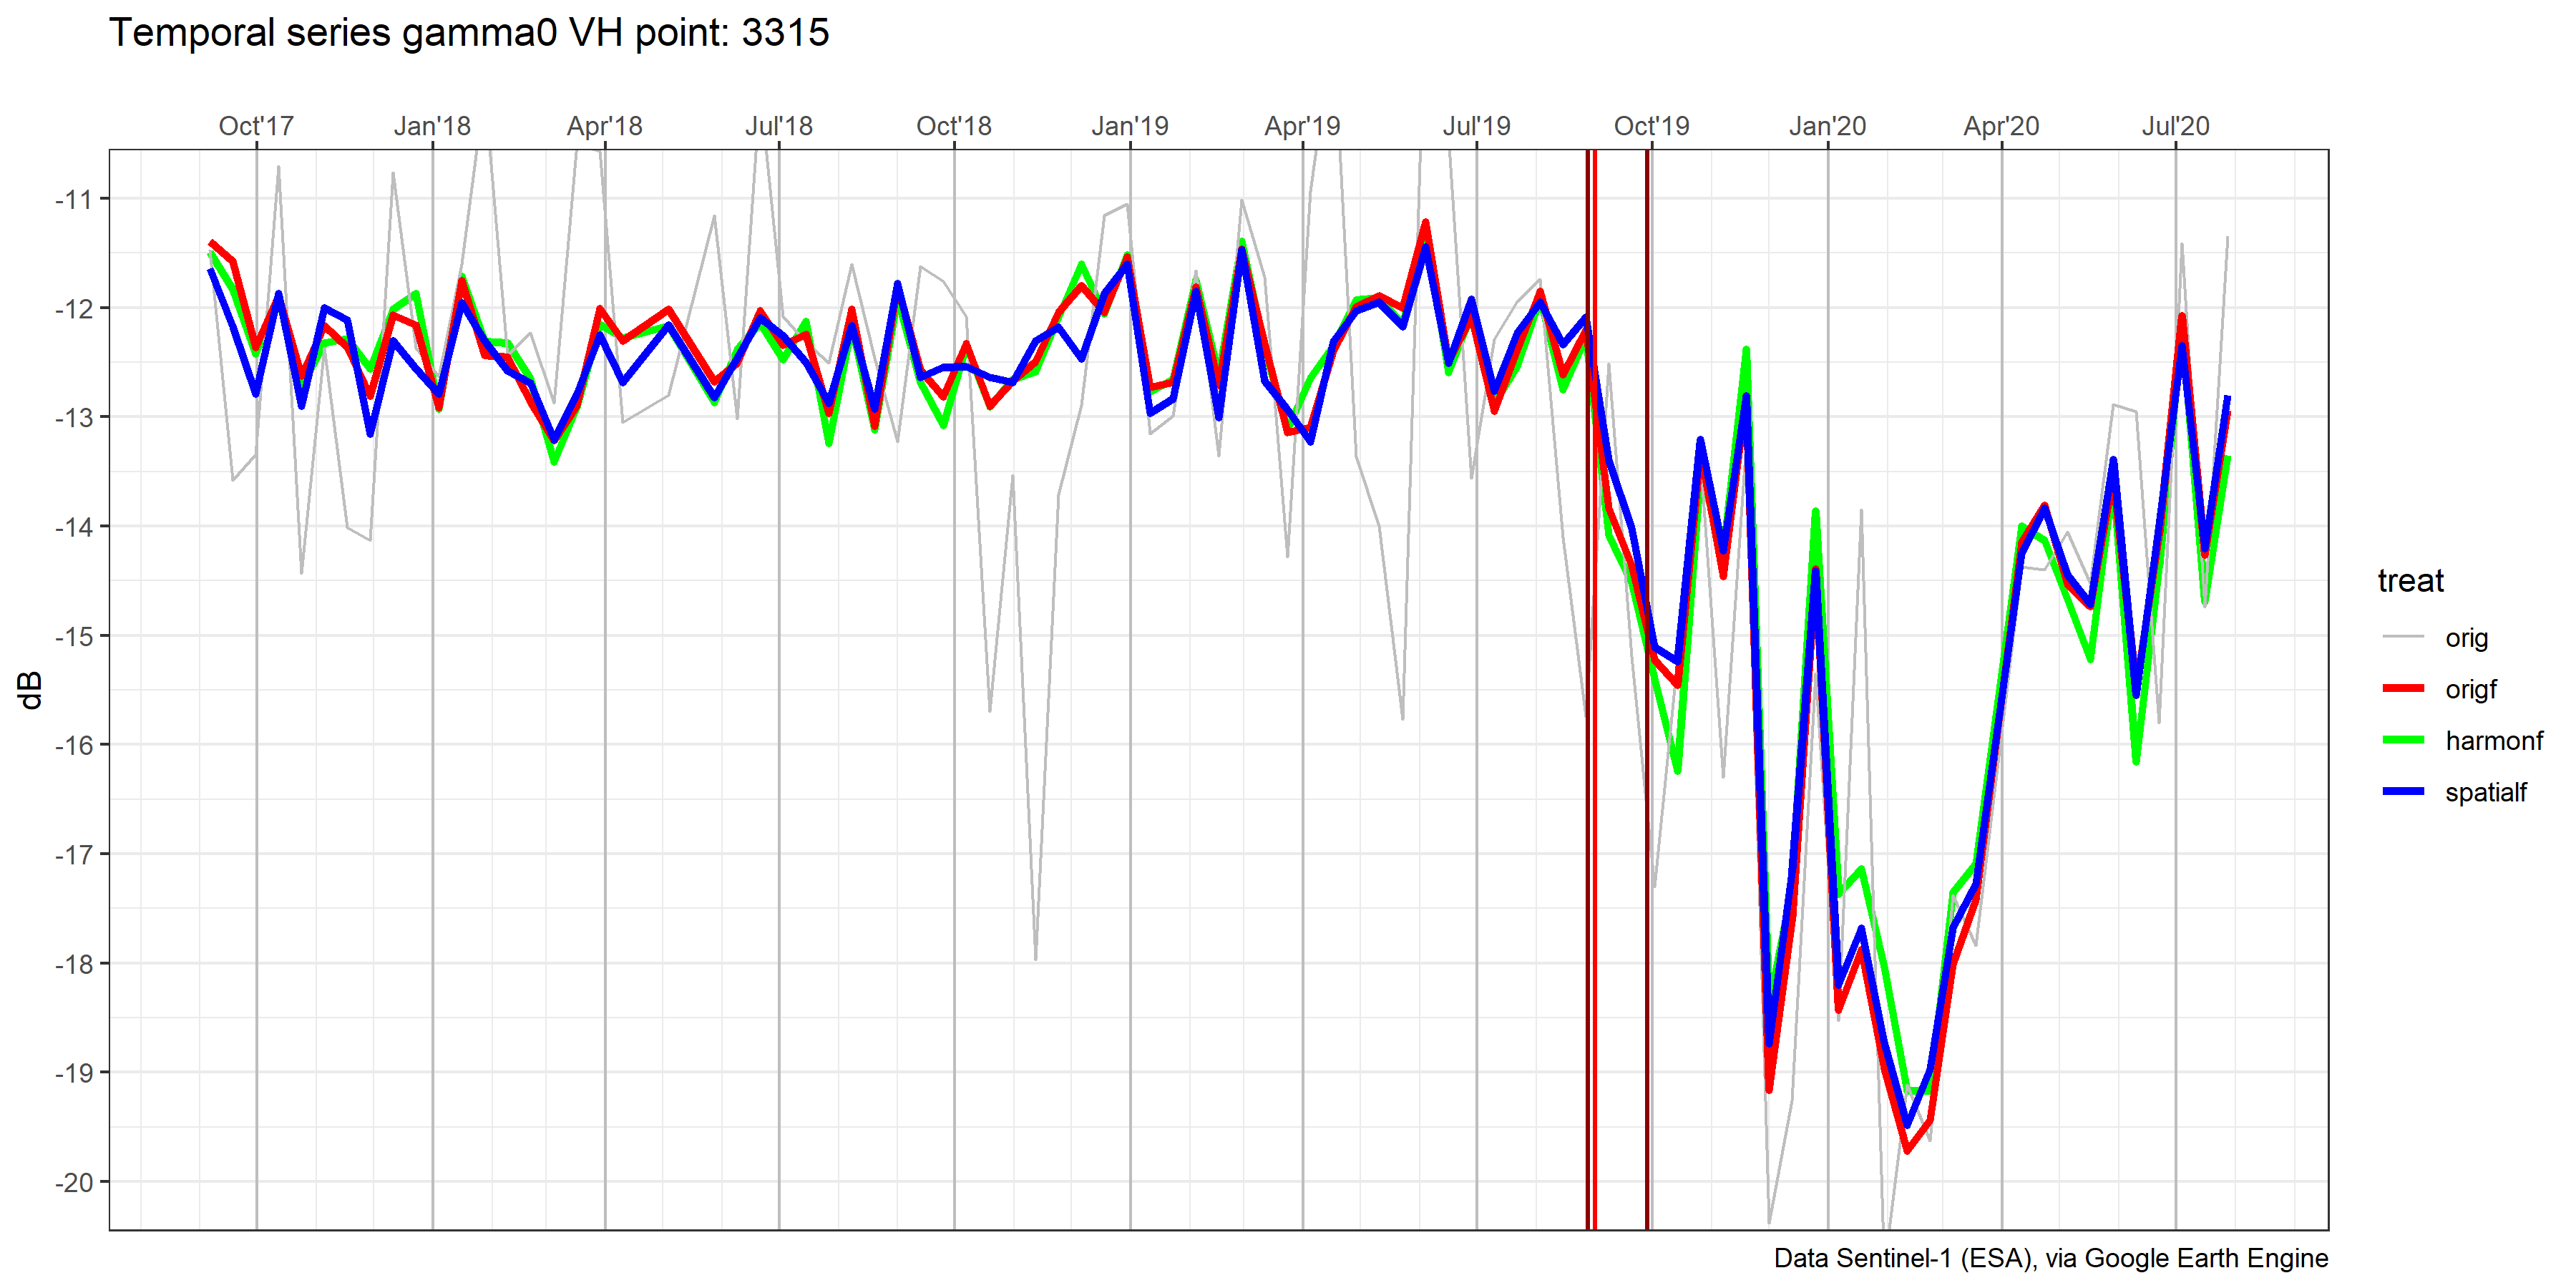 Temporal series gamma0 VH point: 3315
Oct'17 Jan'18 Apr'18 Jul'18 Oct'18 Jan'19 Apr'19 Jul'19 Oct'19 Jan'20 Apr'20 Jul'20
-11
-12
-13
-14
-15
-16
-17
-18
-19
-20
dB
treat
orig
origf
harmonf
spatialf
Data Sentinel-1 (ESA), via Google Earth Engine